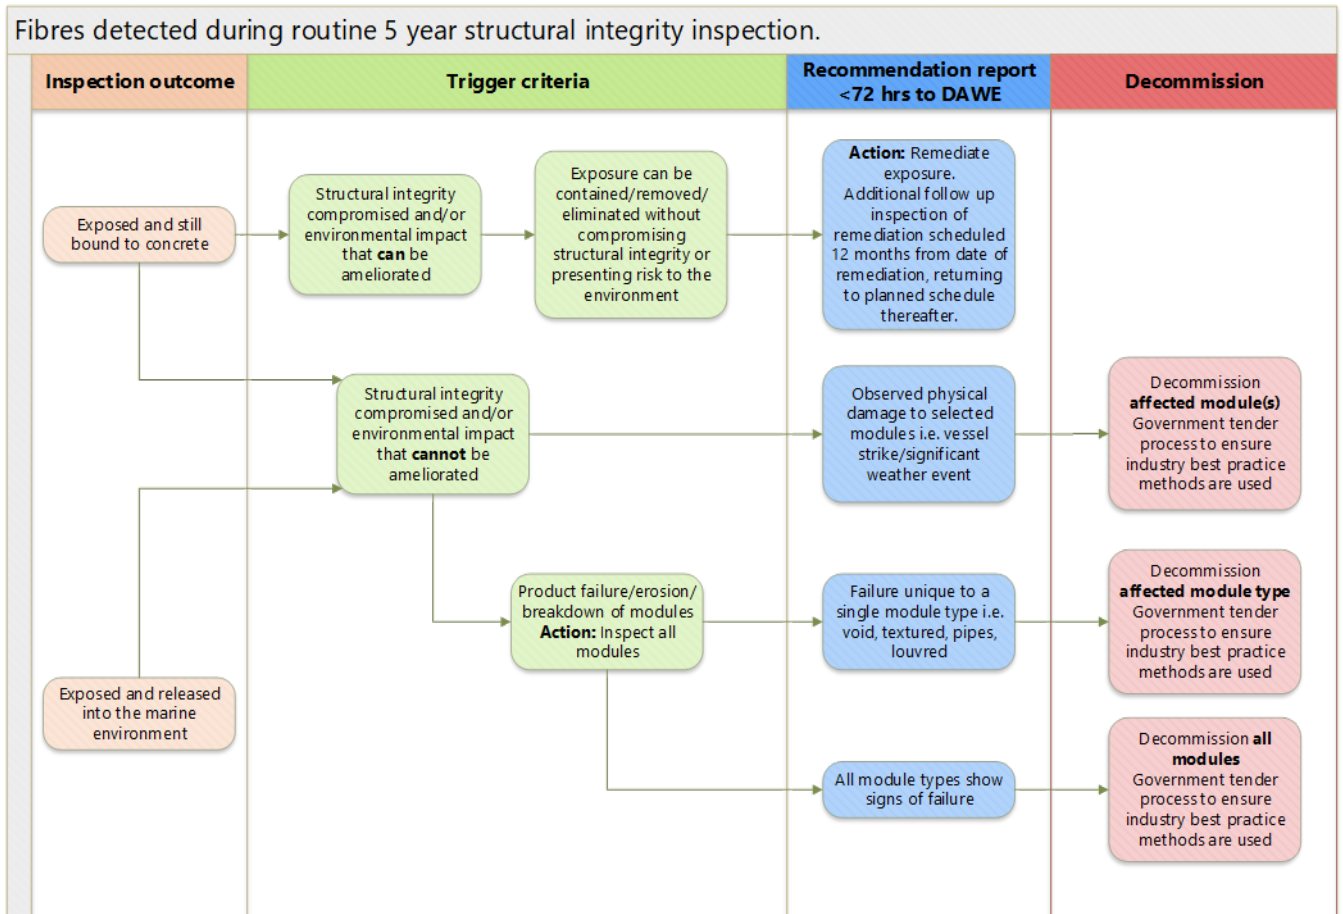 Fibres detected during routine 5 year structural integrity inspection.
Inspection outcome
Trigger criteria
Recommendation report
<72 hrs to DAWE
Decommission
Exposed and still
bound to concrete
Structural integrity
compromised and/or
environmental impact
that can be
ameliorated
Exposure can be
contained/removed/
eliminated without
compromising
structural integrity or
presenting risk to the
environment
Action: Remediate
exposure.
Additional follow up
inspection of
remediation scheduled
12 months from date of
remediation, returning
to planned schedule
thereafter.
Structural integrity
compromised and/or
environmental impact
that cannot be
ameliorated
Observed physical
damage to selected
modules i.e. vessel
strike/significant
weather event
Decommission
affected module(s)
Government tender
process to ensure
industry best practice
methods are used
Product failure/erosion/
breakdown of modules
Action: Inspect all
modules
Failure unique to a
single module type i.e.
void, textured, pipes,
louvred
Decommission
affected module type
Government tender
process to ensure
industry best practice
methods are used
Exposed and released
into the marine
environment
All module types show
signs of failure
Decommission all
modules
Government tender
process to ensure
industry best practice
methods are used